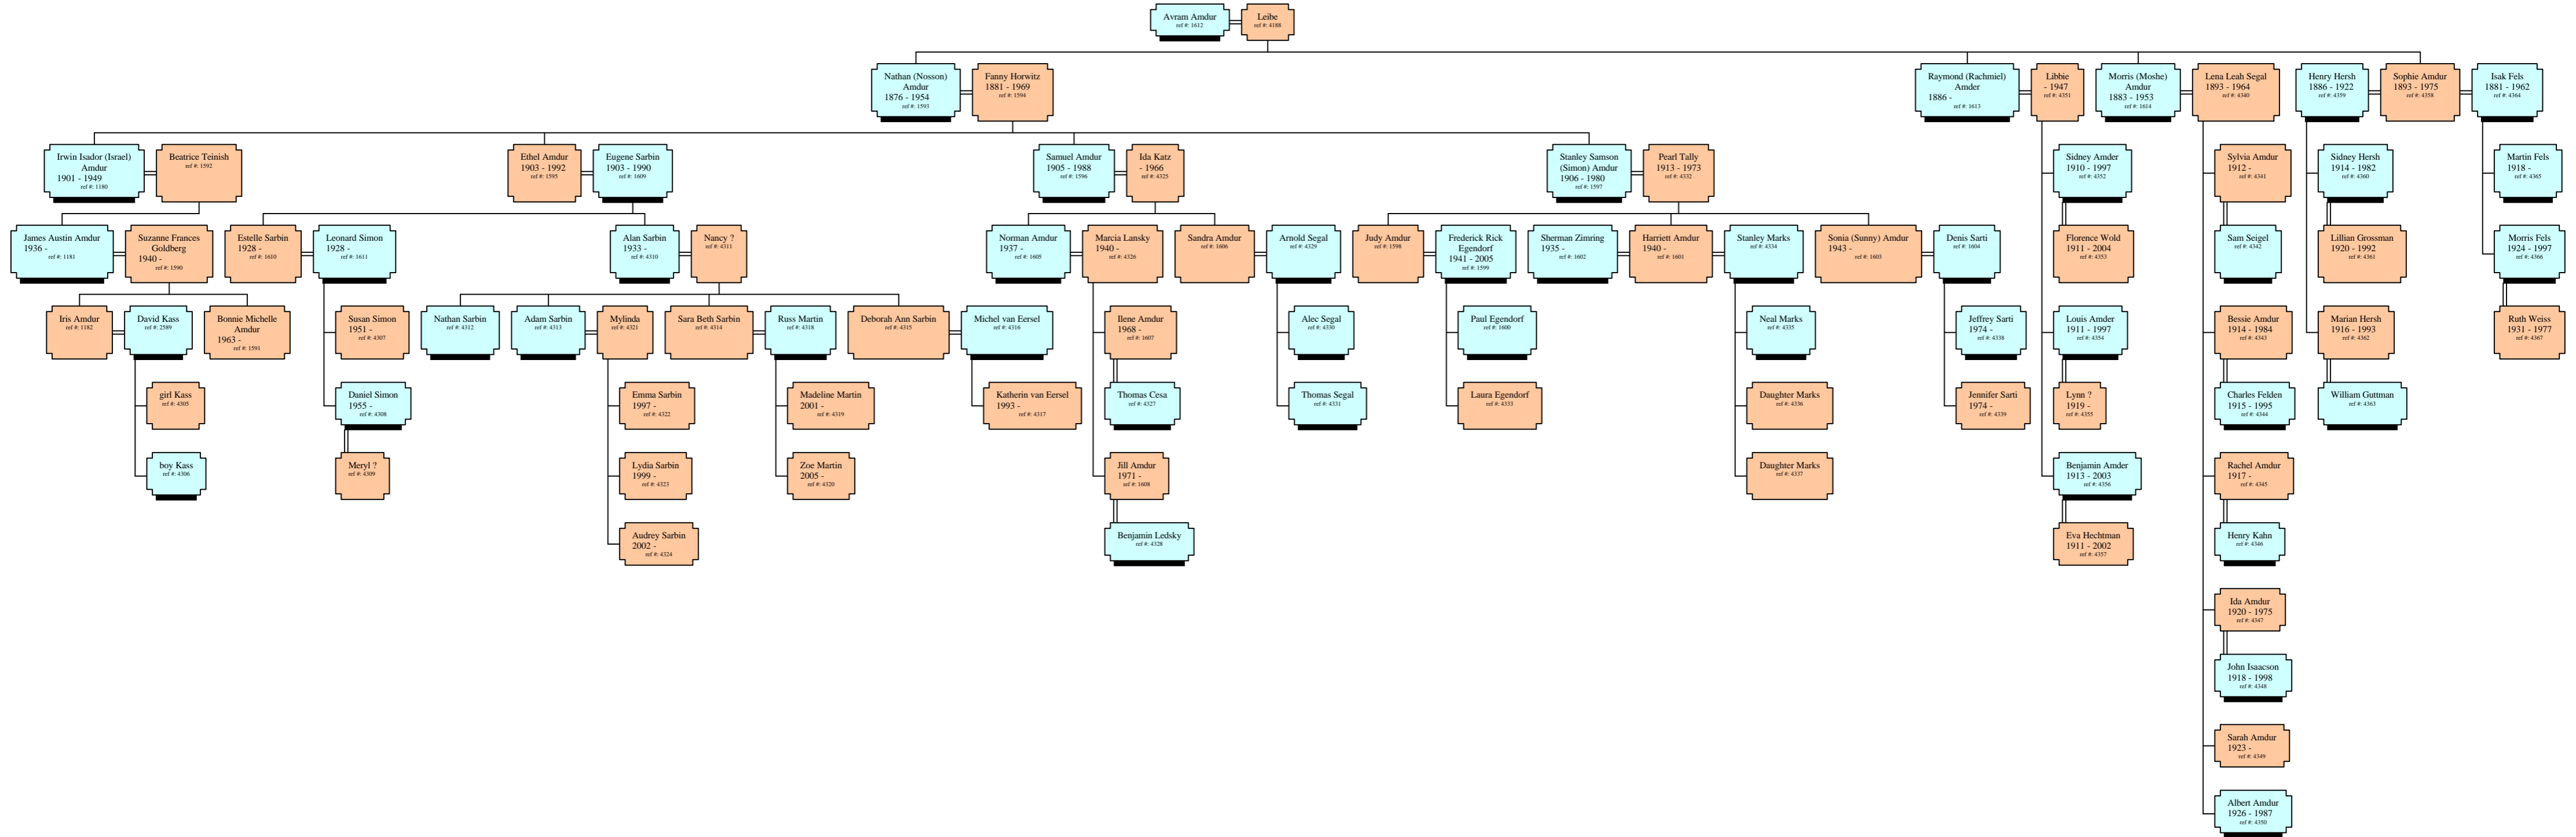 Avram Amdur
ref #: 1612
Leibe
ref #: 4188
Nathan (Nosson)
Amdur
1876 - 1954
ref #: 1593
Fanny Horwitz
1881 - 1969
ref #: 1594
Raymond (Rachmiel)
Amder
1886 -
ref #: 1613
Libbie
- 1947
ref #: 4351
Morris (Moshe)
Amdur
1883 - 1953
ref #: 1614
Lena Leah Segal
1893 - 1964
ref #: 4340
Henry Hersh
1886 - 1922
ref #: 4359
Sophie Amdur
1893 - 1975
ref #: 4358
Isak Fels
1881 - 1962
ref #: 4364
Irwin Isador (Israel)
Amdur
1901 - 1949
ref #: 1180
Beatrice Teinish
ref #: 1592
Ethel Amdur
1903 - 1992
ref #: 1595
Eugene Sarbin
1903 - 1990
ref #: 1609
Samuel Amdur
1905 - 1988
ref #: 1596
Ida Katz
- 1966
ref #: 4325
Stanley Samson
(Simon) Amdur
1906 - 1980
ref #: 1597
Pearl Tally
1913 - 1973
ref #: 4332
Sidney Amder
1910 - 1997
ref #: 4352
Sylvia Amdur
1912 -
ref #: 4341
Sidney Hersh
1914 - 1982
ref #: 4360
Martin Fels
1918 -
ref #: 4365
James Austin Amdur
1936 -
ref #: 1181
Suzanne Frances
Goldberg
1940 -
ref #: 1590
Estelle Sarbin
1928 -
ref #: 1610
Leonard Simon
1928 -
ref #: 1611
Alan Sarbin
1933 -
ref #: 4310
Nancy ?
ref #: 4311
Norman Amdur
1937 -
ref #: 1605
Marcia Lansky
1940 -
ref #: 4326
Sandra Amdur
ref #: 1606
Arnold Segal
ref #: 4329
Judy Amdur
ref #: 1598
Frederick Rick
Egendorf
1941 - 2005
ref #: 1599
Sherman Zimring
1935 -
ref #: 1602
Harriett Amdur
1940 -
ref #: 1601
Stanley Marks
ref #: 4334
Sonia (Sunny) Amdur
1943 -
ref #: 1603
Denis Sarti
ref #: 1604
Florence Wold
1911 - 2004
ref #: 4353
Sam Seigel
ref #: 4342
Lillian Grossman
1920 - 1992
ref #: 4361
Morris Fels
1924 - 1997
ref #: 4366
Iris Amdur
ref #: 1182
David Kass
ref #: 2589
Bonnie Michelle
Amdur
1963 -
ref #: 1591
Susan Simon
1951 -
ref #: 4307
Nathan Sarbin
ref #: 4312
Adam Sarbin
ref #: 4313
Mylinda
ref #: 4321
Sara Beth Sarbin
ref #: 4314
Russ Martin
ref #: 4318
Deborah Ann Sarbin
ref #: 4315
Michel van Eersel
ref #: 4316
Ilene Amdur
1968 -
ref #: 1607
Alec Segal
ref #: 4330
Paul Egendorf
ref #: 1600
Neal Marks
ref #: 4335
Jeffrey Sarti
1974 -
ref #: 4338
Louis Amder
1911 - 1997
ref #: 4354
Bessie Amdur
1914 - 1984
ref #: 4343
Marian Hersh
1916 - 1993
ref #: 4362
Ruth Weiss
1931 - 1977
ref #: 4367
girl Kass
ref #: 4305
Daniel Simon
1955 -
ref #: 4308
Emma Sarbin
1997 -
ref #: 4322
Madeline Martin
2001 -
ref #: 4319
Katherin van Eersel
1993 -
ref #: 4317
Thomas Cesa
ref #: 4327
Thomas Segal
ref #: 4331
Laura Egendorf
ref #: 4333
Daughter Marks
ref #: 4336
Jennifer Sarti
1974 -
ref #: 4339
Lynn ?
1919 -
ref #: 4355
Charles Felden
1915 - 1995
ref #: 4344
William Guttman
ref #: 4363
boy Kass
ref #: 4306
Meryl ?
ref #: 4309
Lydia Sarbin
1999 -
ref #: 4323
Zoe Martin
2005 -
ref #: 4320
Jill Amdur
1971 -
ref #: 1608
Daughter Marks
ref #: 4337
Benjamin Amder
1913 - 2003
ref #: 4356
Rachel Amdur
1917 -
ref #: 4345
Audrey Sarbin
2002 -
ref #: 4324
Benjamin Ledsky
ref #: 4328
Eva Hechtman
1911 - 2002
ref #: 4357
Henry Kahn
ref #: 4346
Ida Amdur
1920 - 1975
ref #: 4347
John Isaacson
1918 - 1998
ref #: 4348
Sarah Amdur
1923 -
ref #: 4349
Albert Amdur
1926 - 1987
ref #: 4350